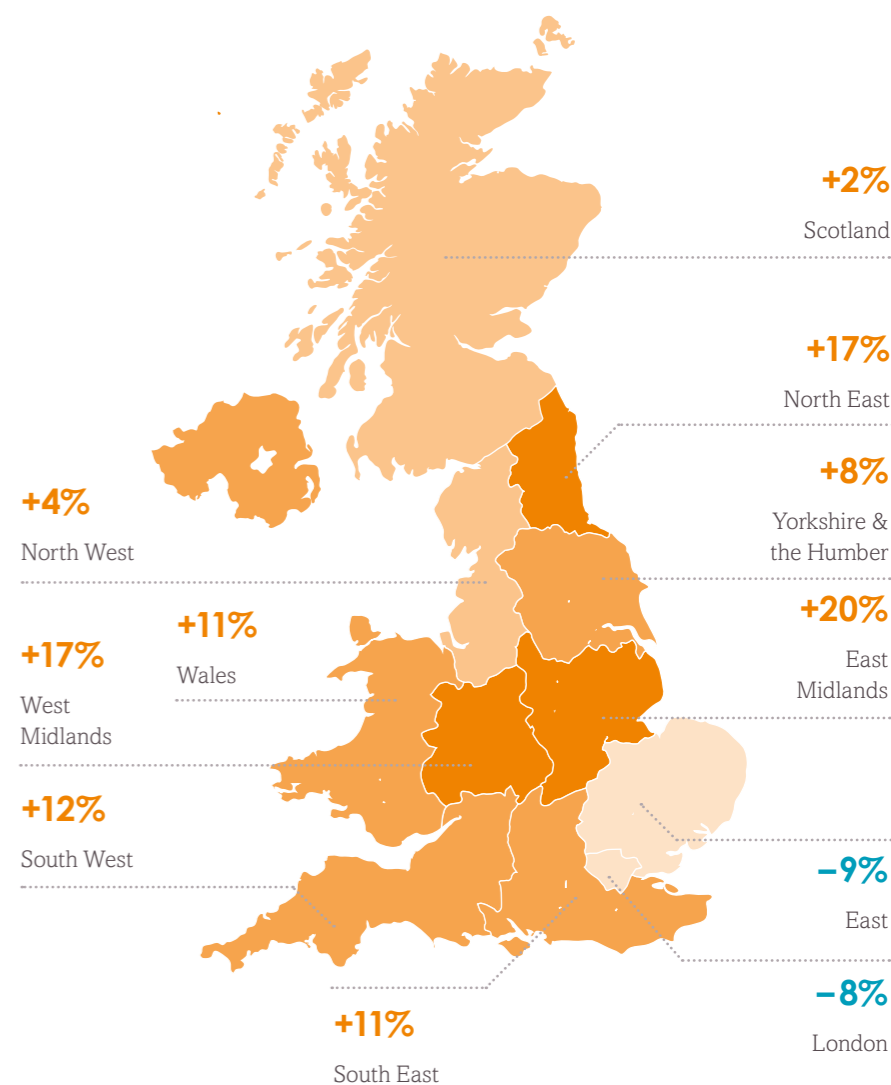 +2%
Scotland
+17%
North East
+8%
Yorkshire &
the Humber
+4%
North West
+20%
East
Midlands
+11%
Wales
+17%
West
Midlands
+12%
South West
–9%
East
–8%
London
+11%
South East